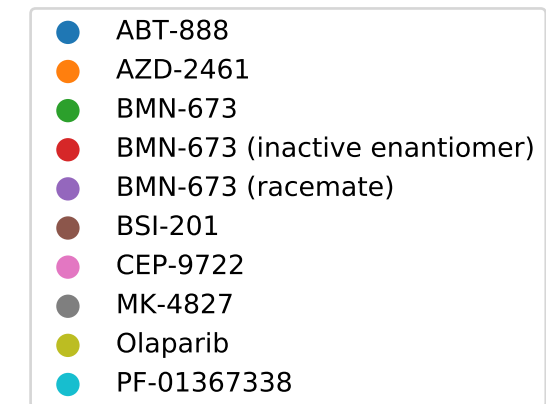 ABT-888
AZD-2461
BMN-673
BMN-673 (inactive enantiomer)
BMN-673 (racemate)
BSI-201
CEP-9722
MK-4827
Olaparib
PF-01367338